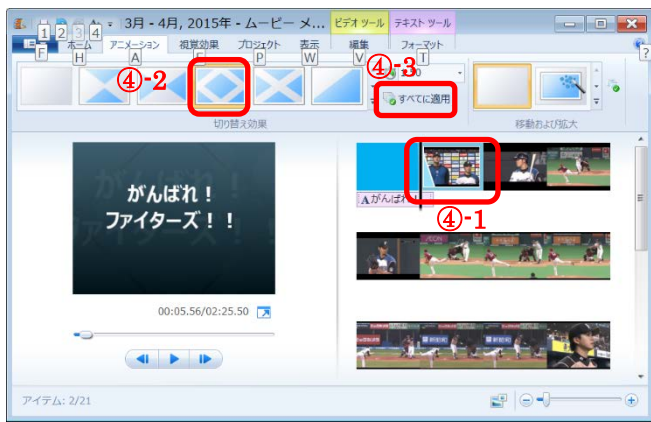 3月 - 4月, 2015年 - ムービー メ...
ビデオ ツール
テキスト ツール
1 2 3 4
ホーム
アニメーション
視覚効果
プロジェクト
表示
編集
フォーマット
F H A P W V T
?
④-2
④-3
すべてに適用
切り替え効果
移動および拡大
がんばれ!
ファイターズ!!
Aがんばれ!
④-1
00:05.56/02:25.50
アイテム: 2/21